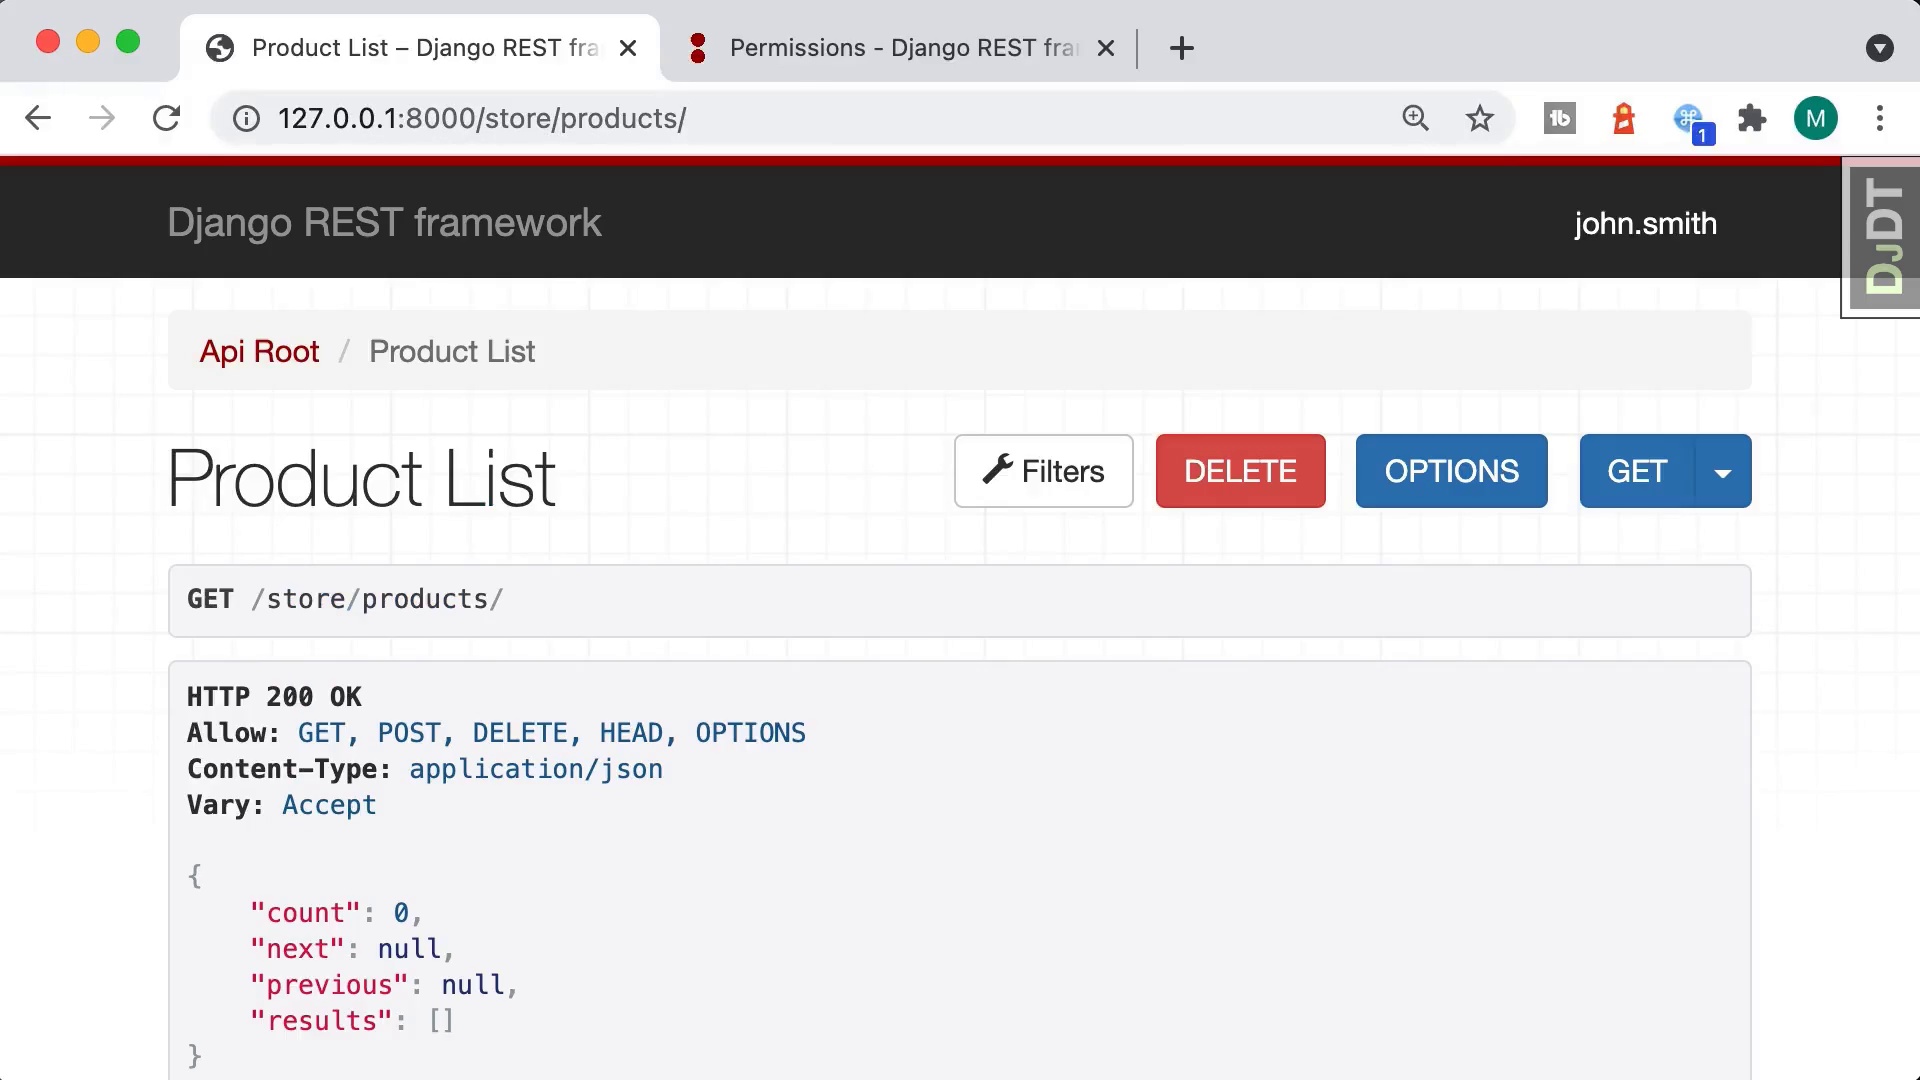 Product List – Django REST fra
Permissions - Django REST fra
127.0.0.1:8000/store/products/
1
M
Django REST framework
john.smith
DJDT
Api Root / Product List
Product List
Filters
DELETE
OPTIONS
GET
GET /store/products/
HTTP 200 OK
Allow: GET, POST, DELETE, HEAD, OPTIONS
Content-Type: application/json
Vary: Accept
{
"count": 0,
"next": null,
"previous": null,
"results": []
}